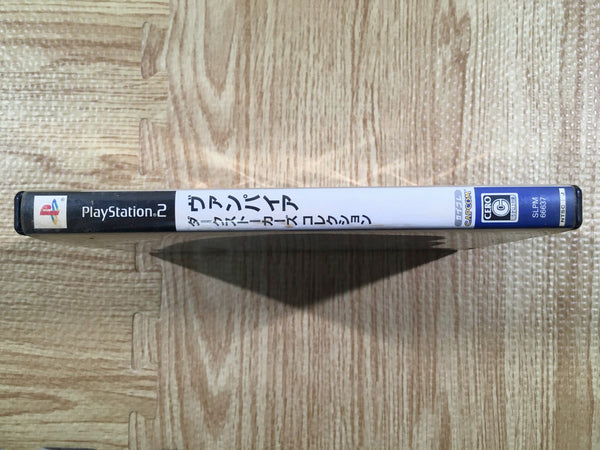 PlayStation 2
ヴァンパイア
ダークストーカーズ コレクション
CAPCOM
CERO
C
SLPM
66637